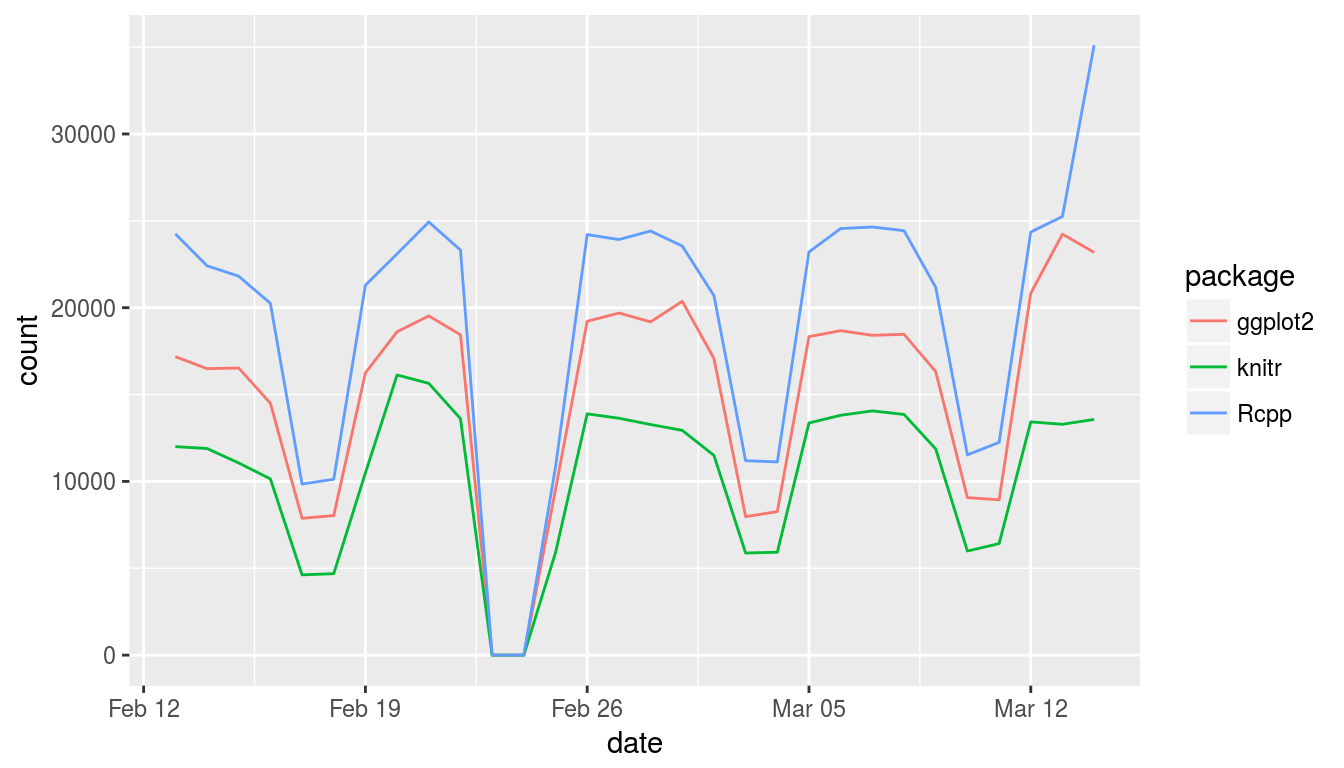 count
30000
20000
10000
0
Feb 12
Feb 19
Feb 26
Mar 05
Mar 12
date
package
ggplot2
knitr
Rcpp